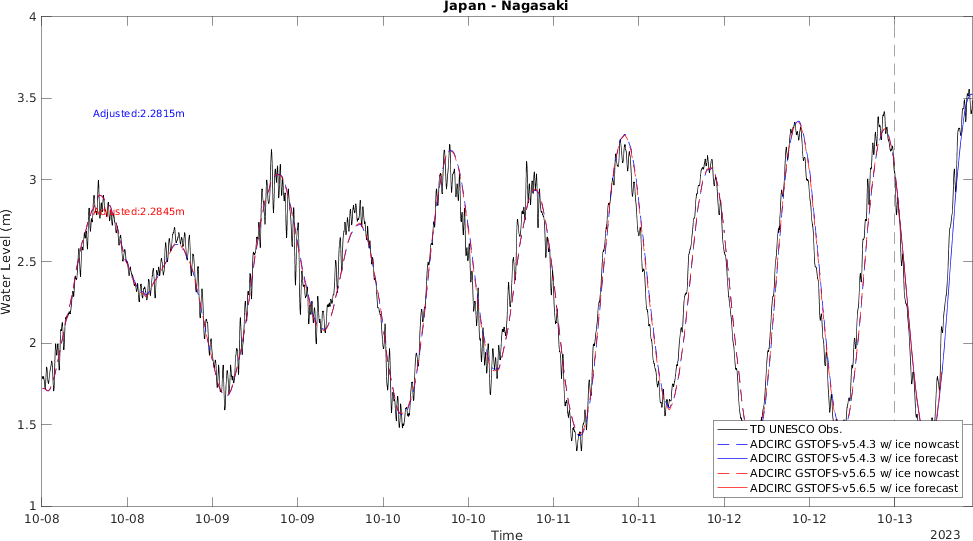 Japan - Nagasaki
4
3.5
3
2.5
2
1.5
1
Water Level (m)
Adjusted:2.2815m
Adjusted:2.2845m
TD UNESCO Obs.
ADCIRC GSTOFS-v5.4.3 w/ ice nowcast
ADCIRC GSTOFS-v5.4.3 w/ ice forecast
ADCIRC GSTOFS-v5.6.5 w/ ice nowcast
ADCIRC GSTOFS-v5.6.5 w/ ice forecast
10-08 10-08 10-09 10-09 10-10 10-10 10-11 10-11 10-12 10-12 10-13
Time
2023